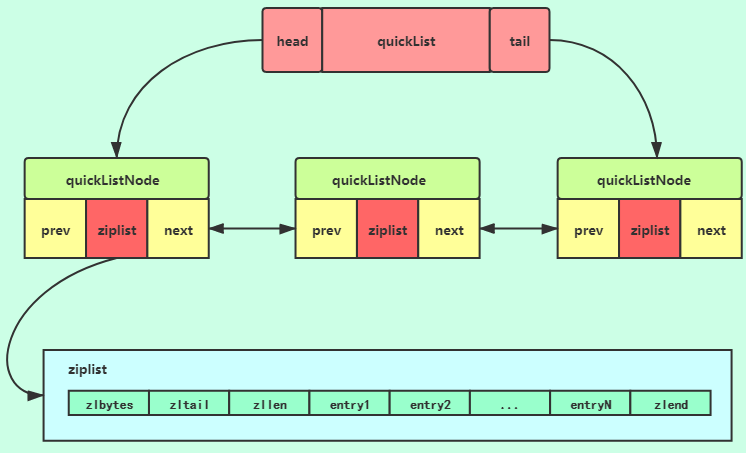 head quickList tail
quickListNode quickListNode quickListNode
prev ziplist next prev ziplist next prev ziplist next
ziplist
zlbytes zltail zllen entry1 entry2 ... entryN zlend